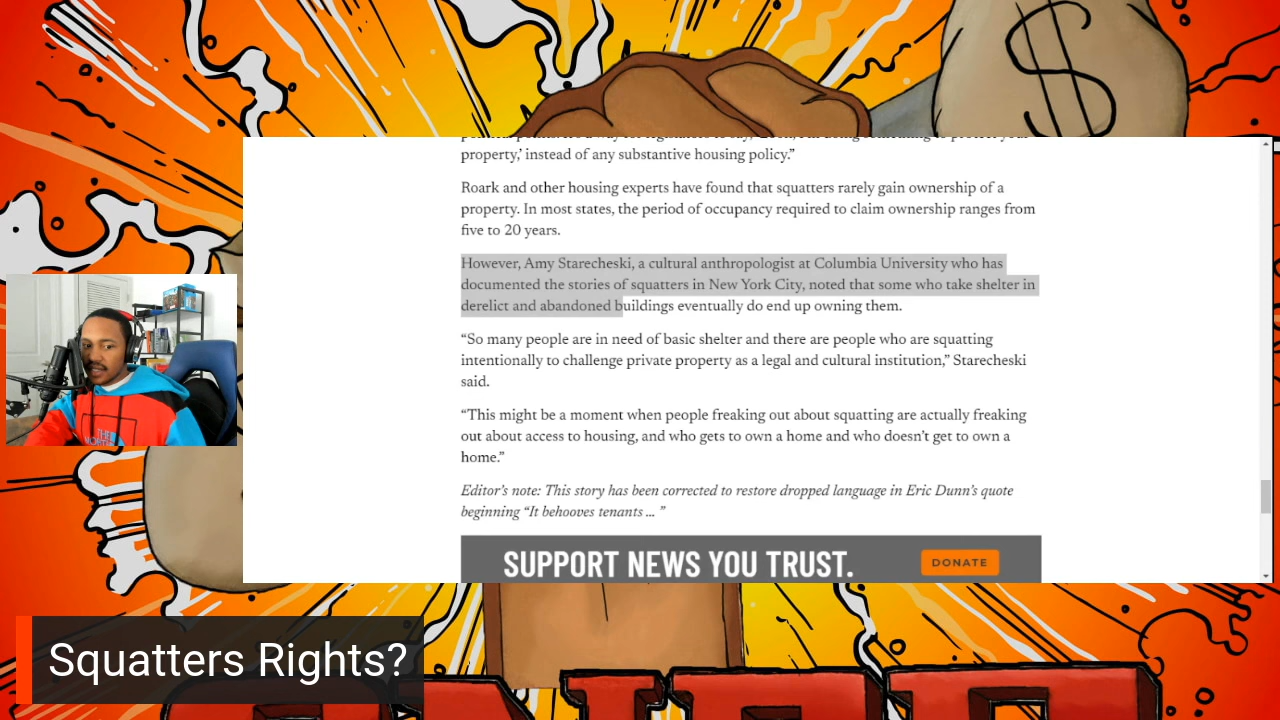 property,’ instead of any substantive housing policy.”
Roark and other housing experts have found that squatters rarely gain ownership of a
property. In most states, the period of occupancy required to claim ownership ranges from
five to 20 years.
However, Amy Starecheski, a cultural anthropologist at Columbia University who has
documented the stories of squatters in New York City, noted that some who take shelter in
derelict and abandoned buildings eventually do end up owning them.
“So many people are in need of basic shelter and there are people who are squatting
intentionally to challenge private property as a legal and cultural institution,” Starecheski
said.
“This might be a moment when people freaking out about squatting are actually freaking
out about access to housing, and who gets to own a home and who doesn’t get to own a
home.”
Editor’s note: This story has been corrected to restore dropped language in Eric Dunn’s quote
beginning “It behooves tenants … ”
SUPPORT NEWS YOU TRUST.
DONATE
Squatters Rights?